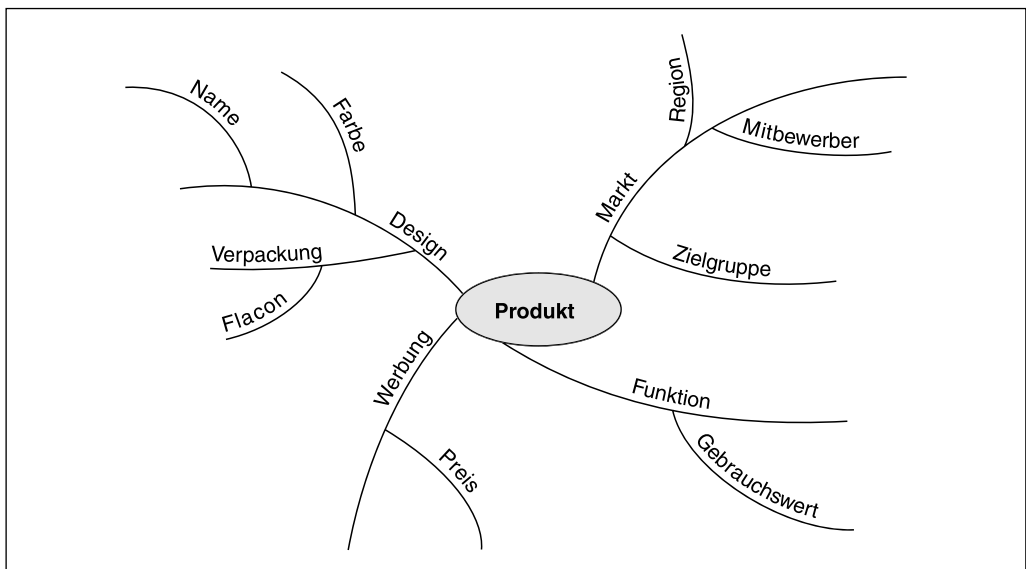 Name
Farbe
Region
Mitbewerber
Markt
Design
Verpackung
Zielgruppe
Flacon
Produkt
Werbung
Funktion
Preis
Gebrauchswert